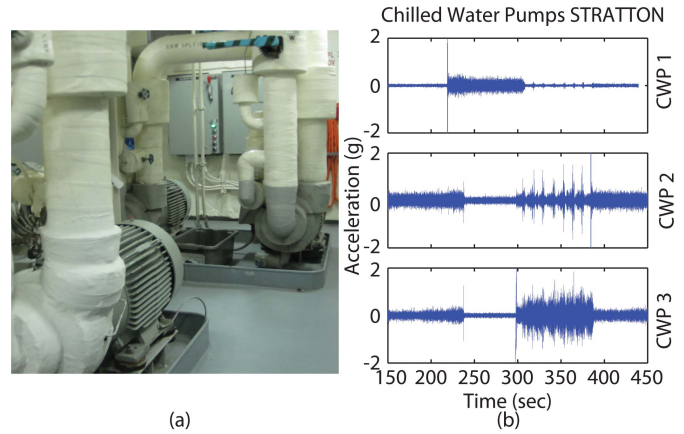 Chilled Water Pumps STRATTON
2
0
-2
CWP 1
2
0
-2
CWP 2
2
0
-2
CWP 3
Acceleration (g)
150 200 250 300 350 400 450
Time (sec)
(a)
(b)